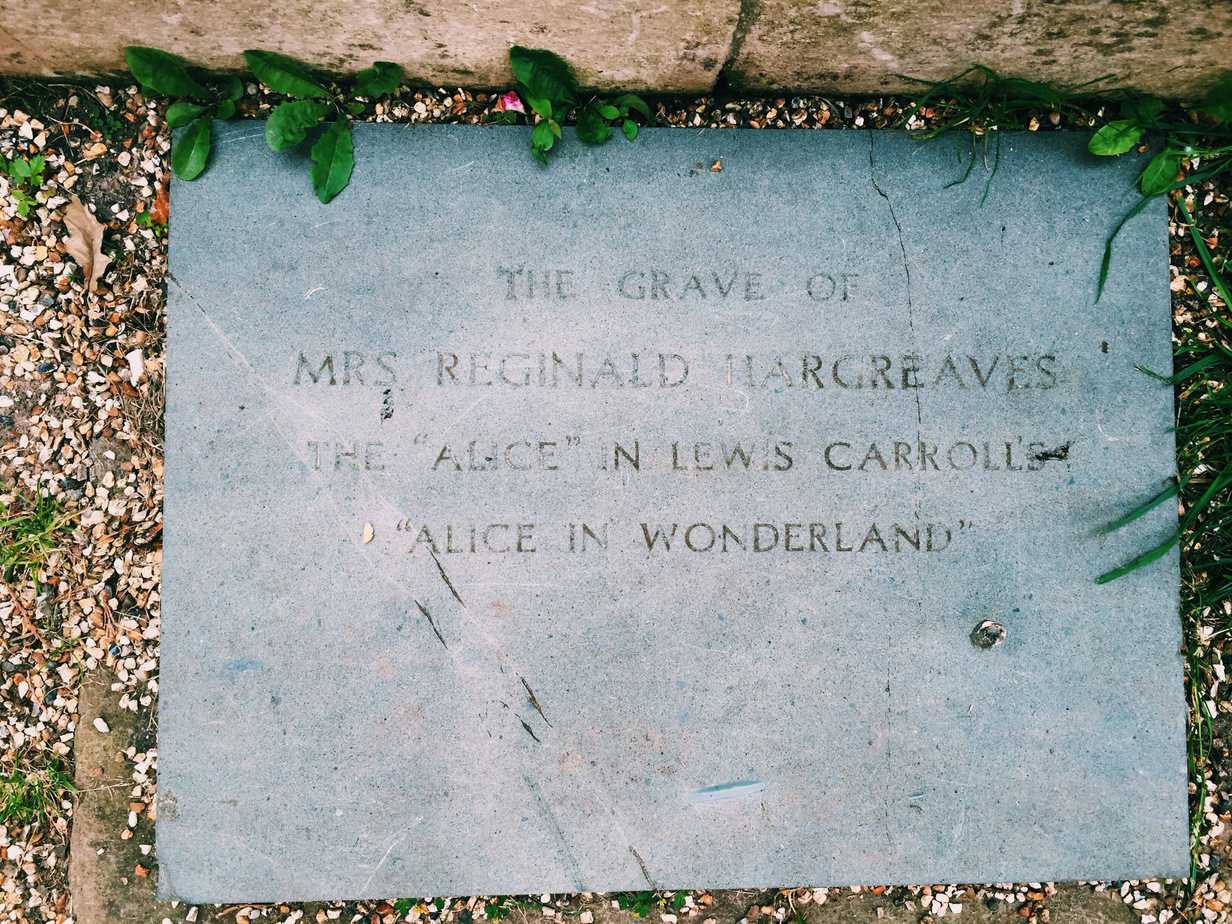 THE GRAVE OF
MRS REGINALD HARGREAVES
THE "ALICE" IN LEWIS CARROLL'S
"ALICE IN WONDERLAND"